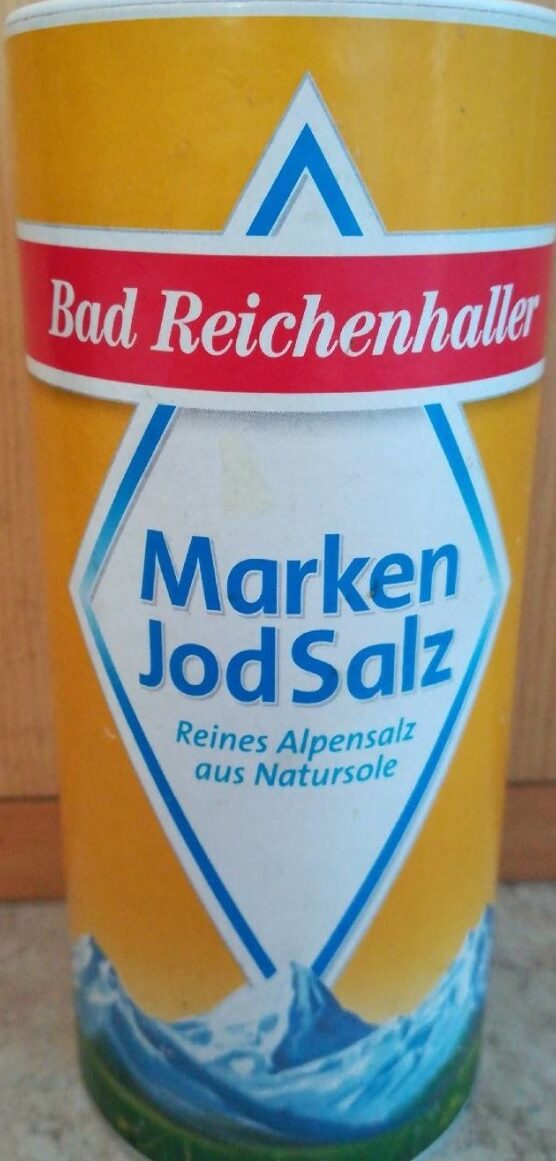 Bad Reichenhaller
Marken
JodSalz
Reines Alpensalz
aus Natursole